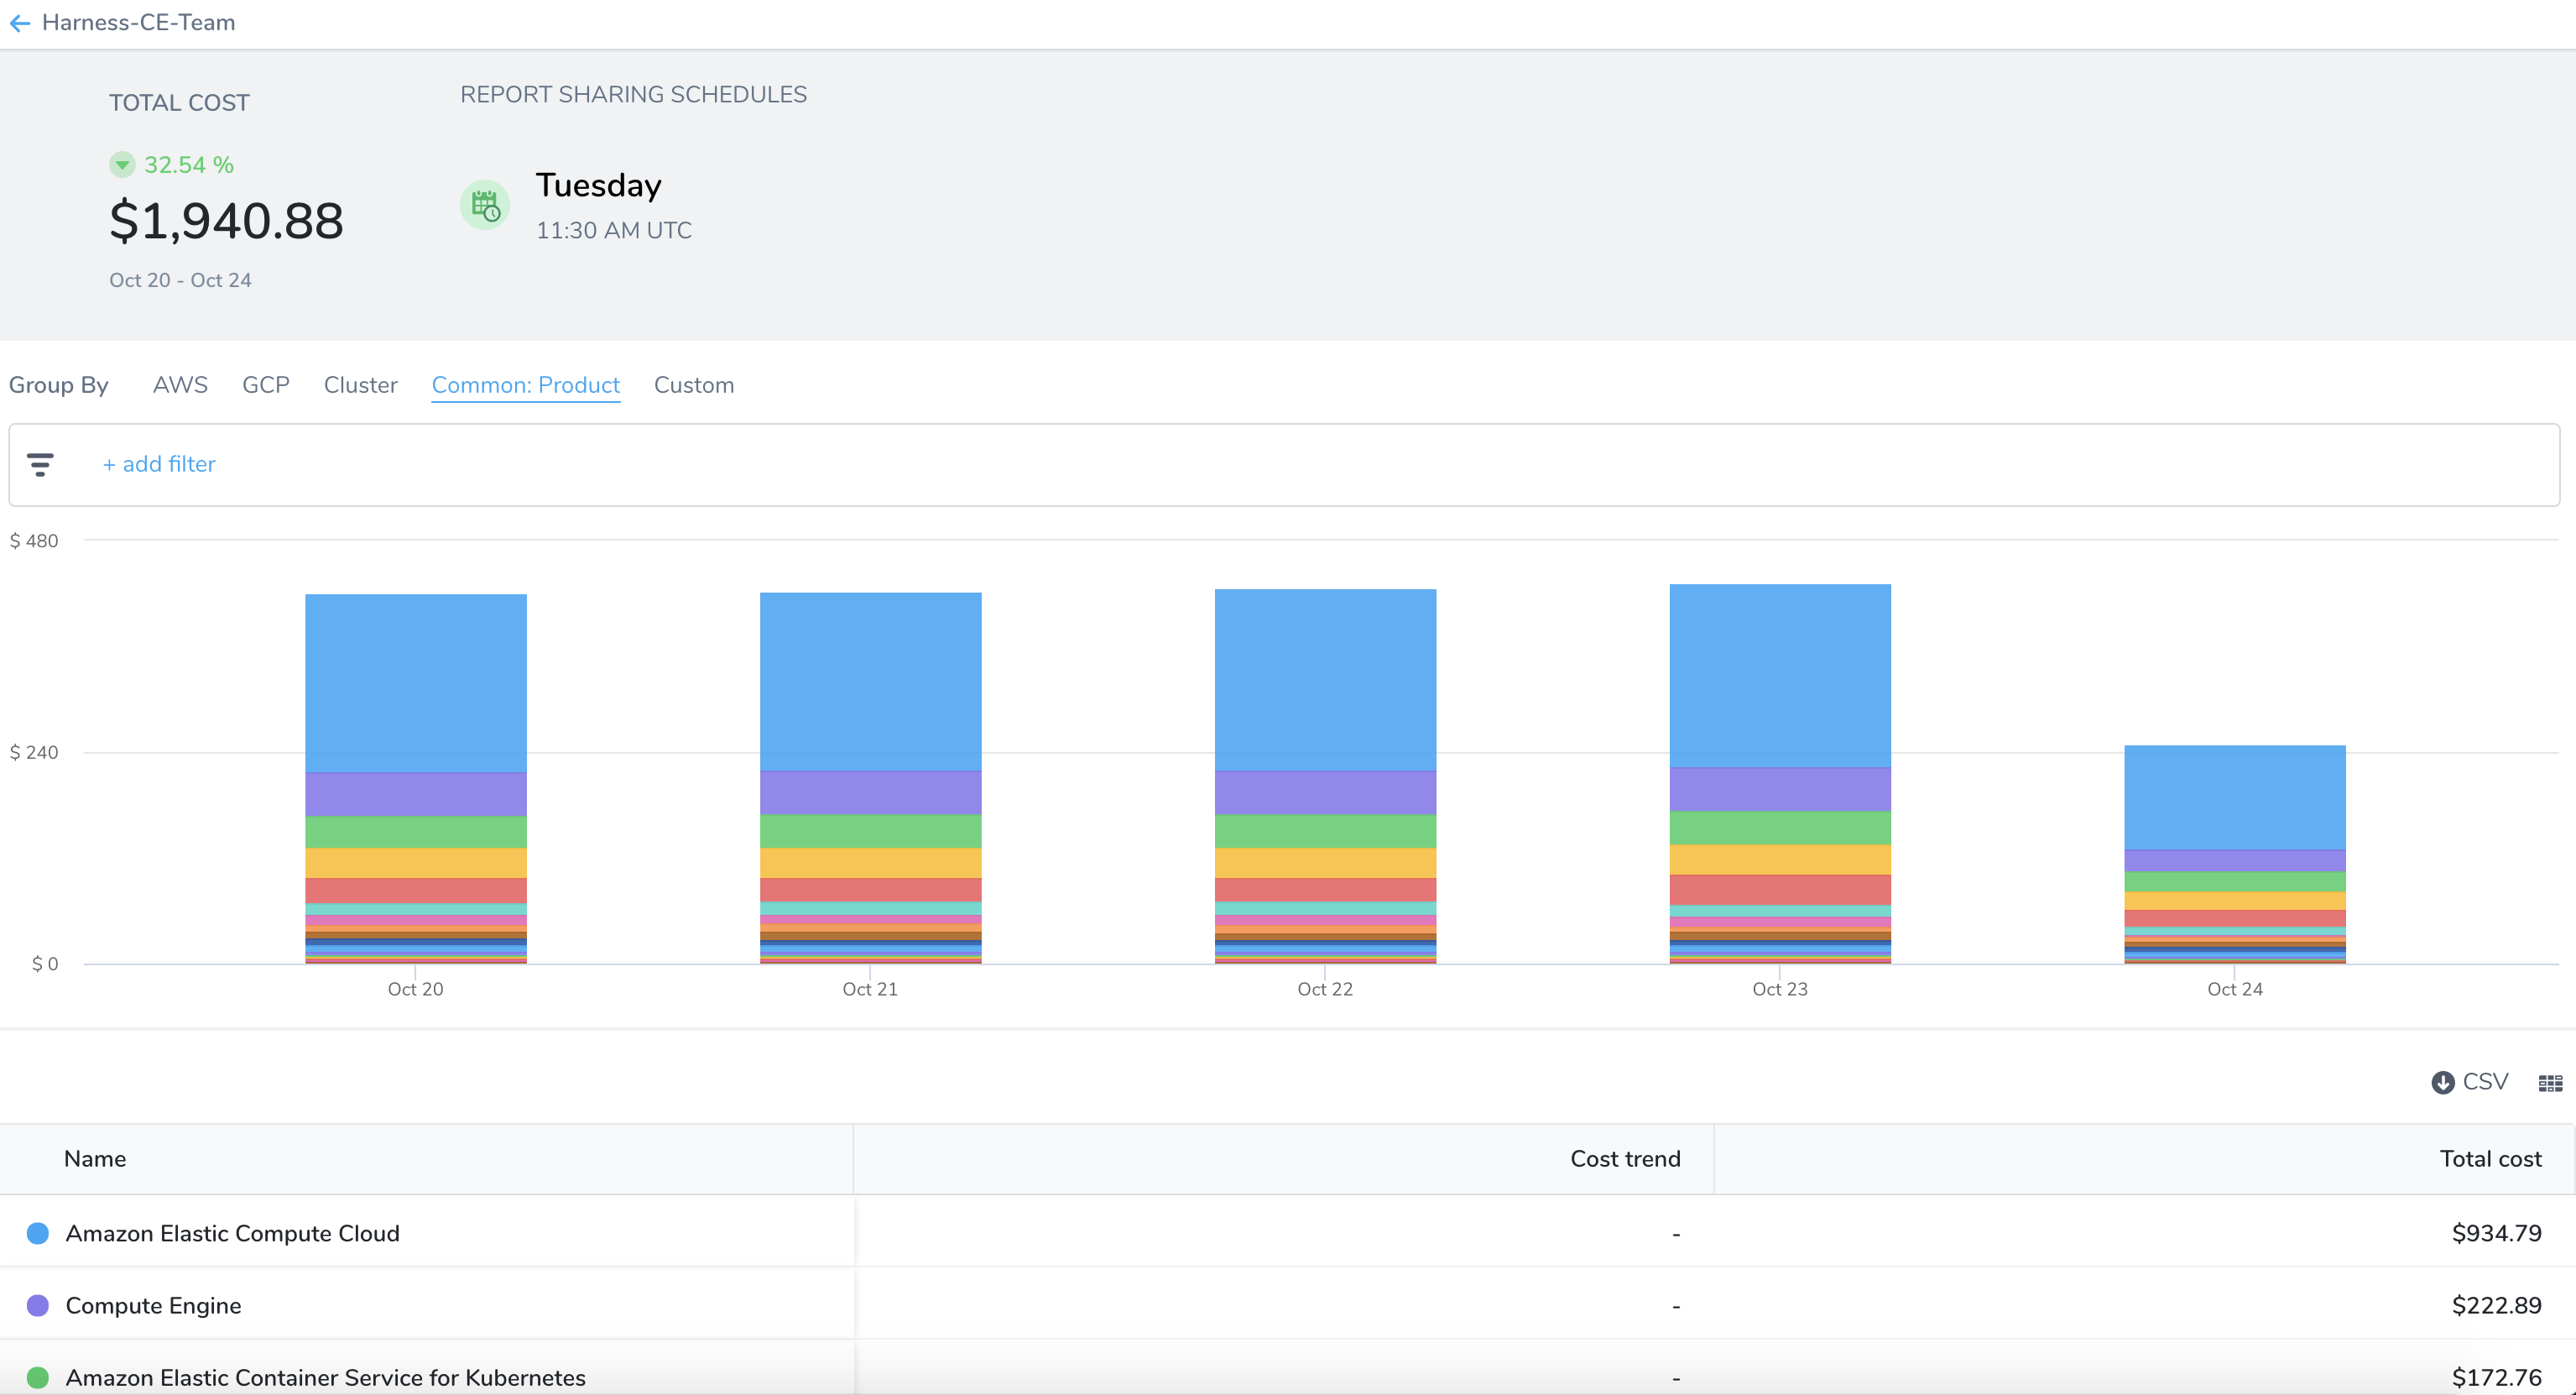 Harness-CE-Team
TOTAL COST
REPORT SHARING SCHEDULES
32.54 %
$1,940.88
Oct 20 - Oct 24
Tuesday
11:30 AM UTC
Group By AWS GCP Cluster Common: Product Custom
+ add filter
$ 480
$ 240
$ 0
Oct 20 Oct 21 Oct 22 Oct 23 Oct 24
CSV
Name Cost trend Total cost
Amazon Elastic Compute Cloud - $934.79
Compute Engine - $222.89
Amazon Elastic Container Service for Kubernetes - $172.76